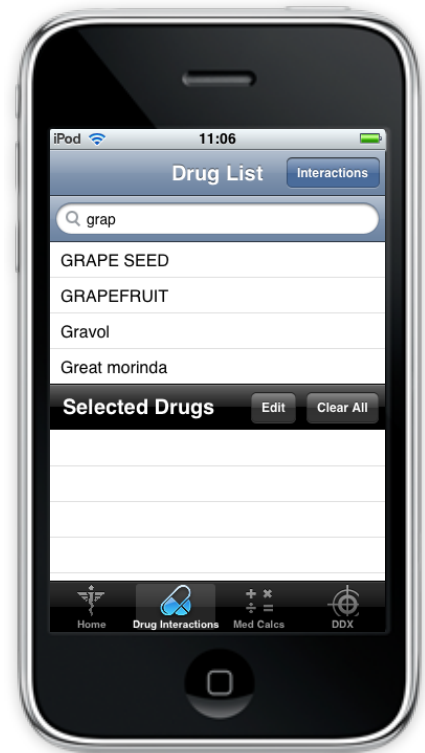 iPod 11:06
Drug List Interactions
grap
GRAPE SEED
GRAPEFRUIT
Gravol
Great morinda
Selected Drugs Edit Clear All
Home Drug Interactions Med Calcs DDX